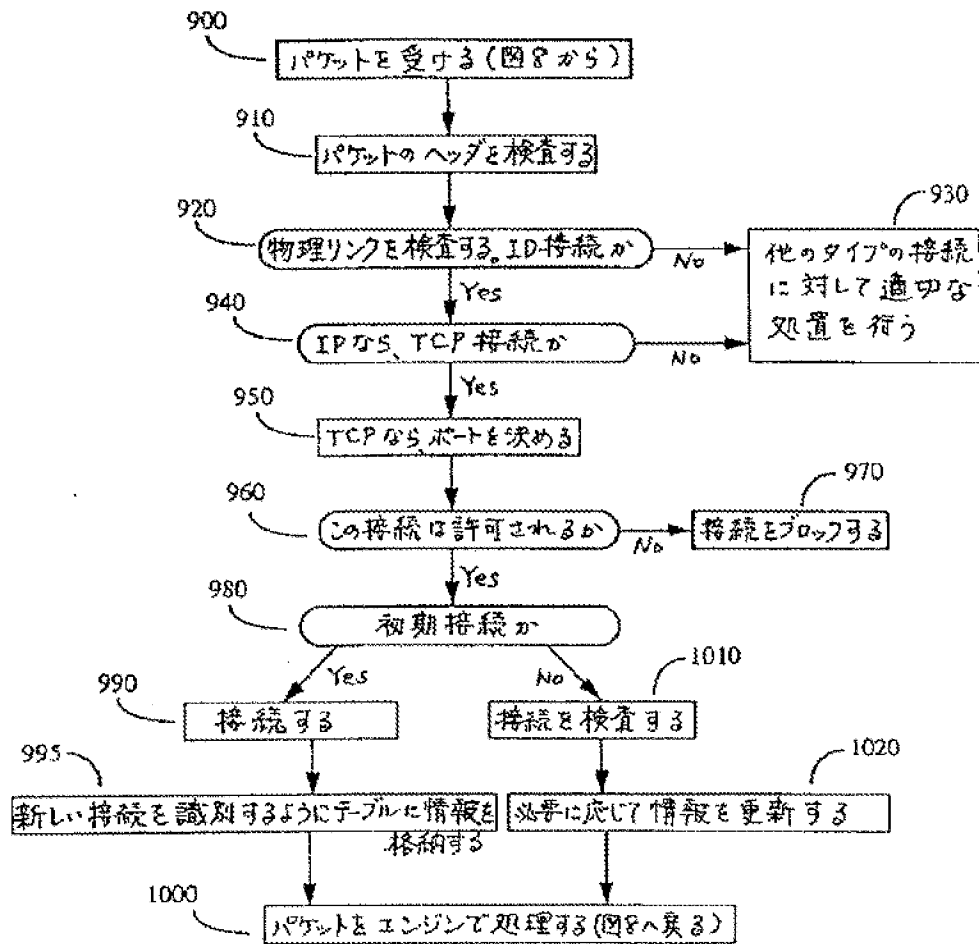 900
パケットを受ける(図8から)
910
パケットのヘッダを検査する
920
物理リンクを検査する。ID接続か
No
930
他のタイプの接続
に対して適切な
処置を行う
Yes
940
IPなら、TCP接続か
No
Yes
950
TCPなら、ポートを決める
960
この接続は許可されるか
No
970
接続をブロックする
Yes
980
初期接続か
Yes
No
990
接続する
1010
接続を検査する
995
新しい接続を識別するようにテーブルに情報を
格納する
1020
必要に応じて情報を更新する
1000
パケットをエンジンで処理する(図8へ戻る)